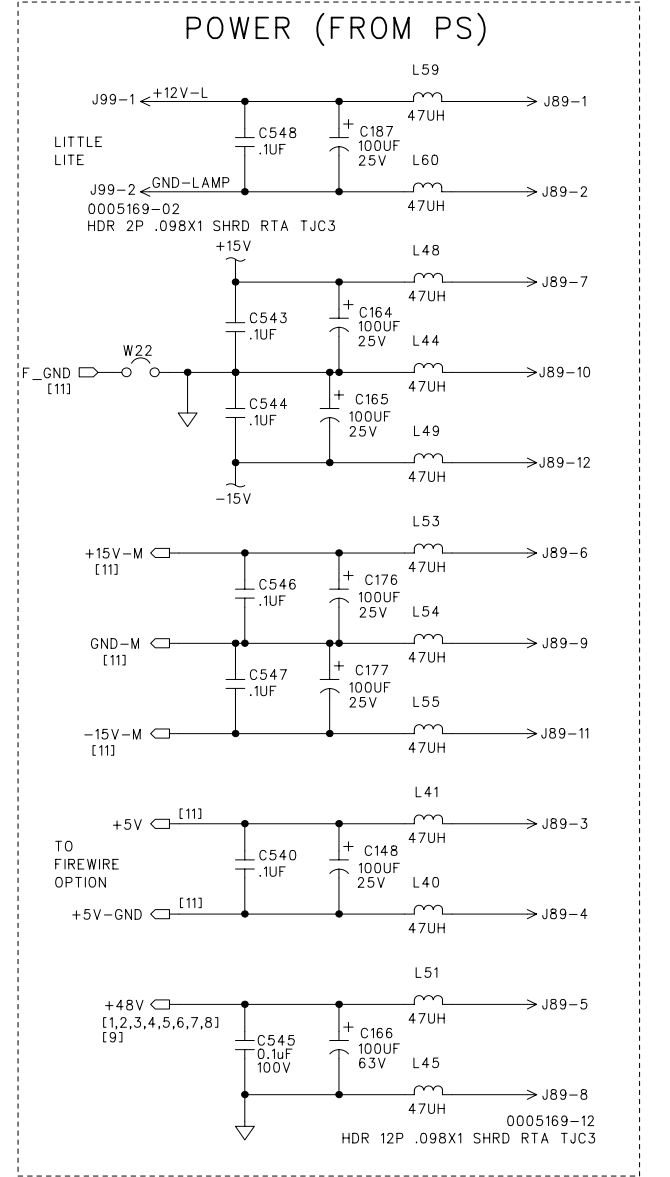 POWER (FROM PS)
L59
J99-1 +12V-L J89-1
47UH
C548
.1UF
+ C187
100UF
25V
LITTLE
LITE
L60
J99-2 GND-LAMP J89-2
47UH
0005169-02
HDR 2P .098X1 SHRD RTA TJC3
+15V
L48
J89-7
47UH
C543
.1UF
+ C164
100UF
25V
W22
L44
F_GND J89-10
[11]
47UH
C544
.1UF
+ C165
100UF
25V
L49
J89-12
47UH
-15V
L53
+15V-M J89-6
[11]
47UH
C546
.1UF
+ C176
100UF
25V
L54
GND-M J89-9
[11]
47UH
C547
.1UF
+ C177
100UF
25V
L55
-15V-M J89-11
[11]
47UH
L41
+5V [11] J89-3
47UH
TO
FIREWIRE
OPTION
C540
.1UF
+ C148
100UF
25V
L40
+5V-GND [11] J89-4
47UH
L51
+48V J89-5
[1,2,3,4,5,6,7,8]
[9]
47UH
C545
0.1uF
100V
+ C166
100UF
63V
L45
J89-8
47UH
0005169-12
HDR 12P .098X1 SHRD RTA TJC3